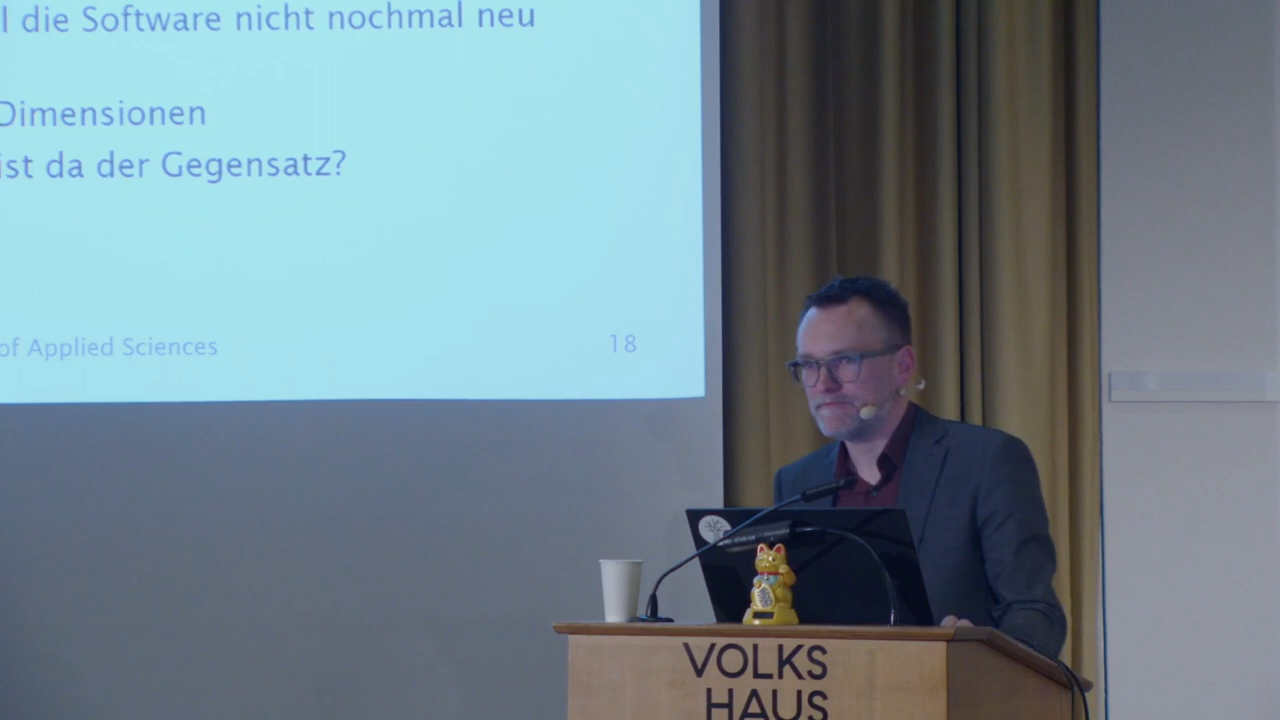 die Software nicht nochmal neu
Dimensionen
ist da der Gegensatz?
of Applied Sciences
18
VOLKS
HAUS